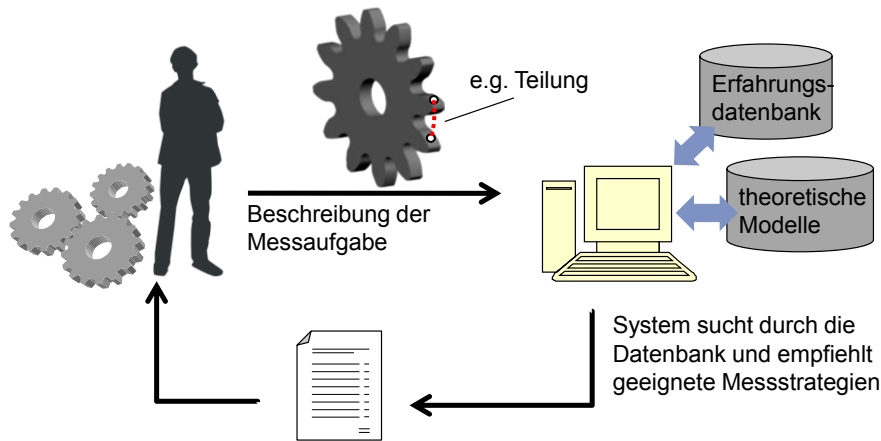 e.g. Teilung
Erfahrungs-
datenbank
theoretische
Modelle
Beschreibung der
Messaufgabe
System sucht durch die
Datenbank und empfiehlt
geeignete Messstrategien